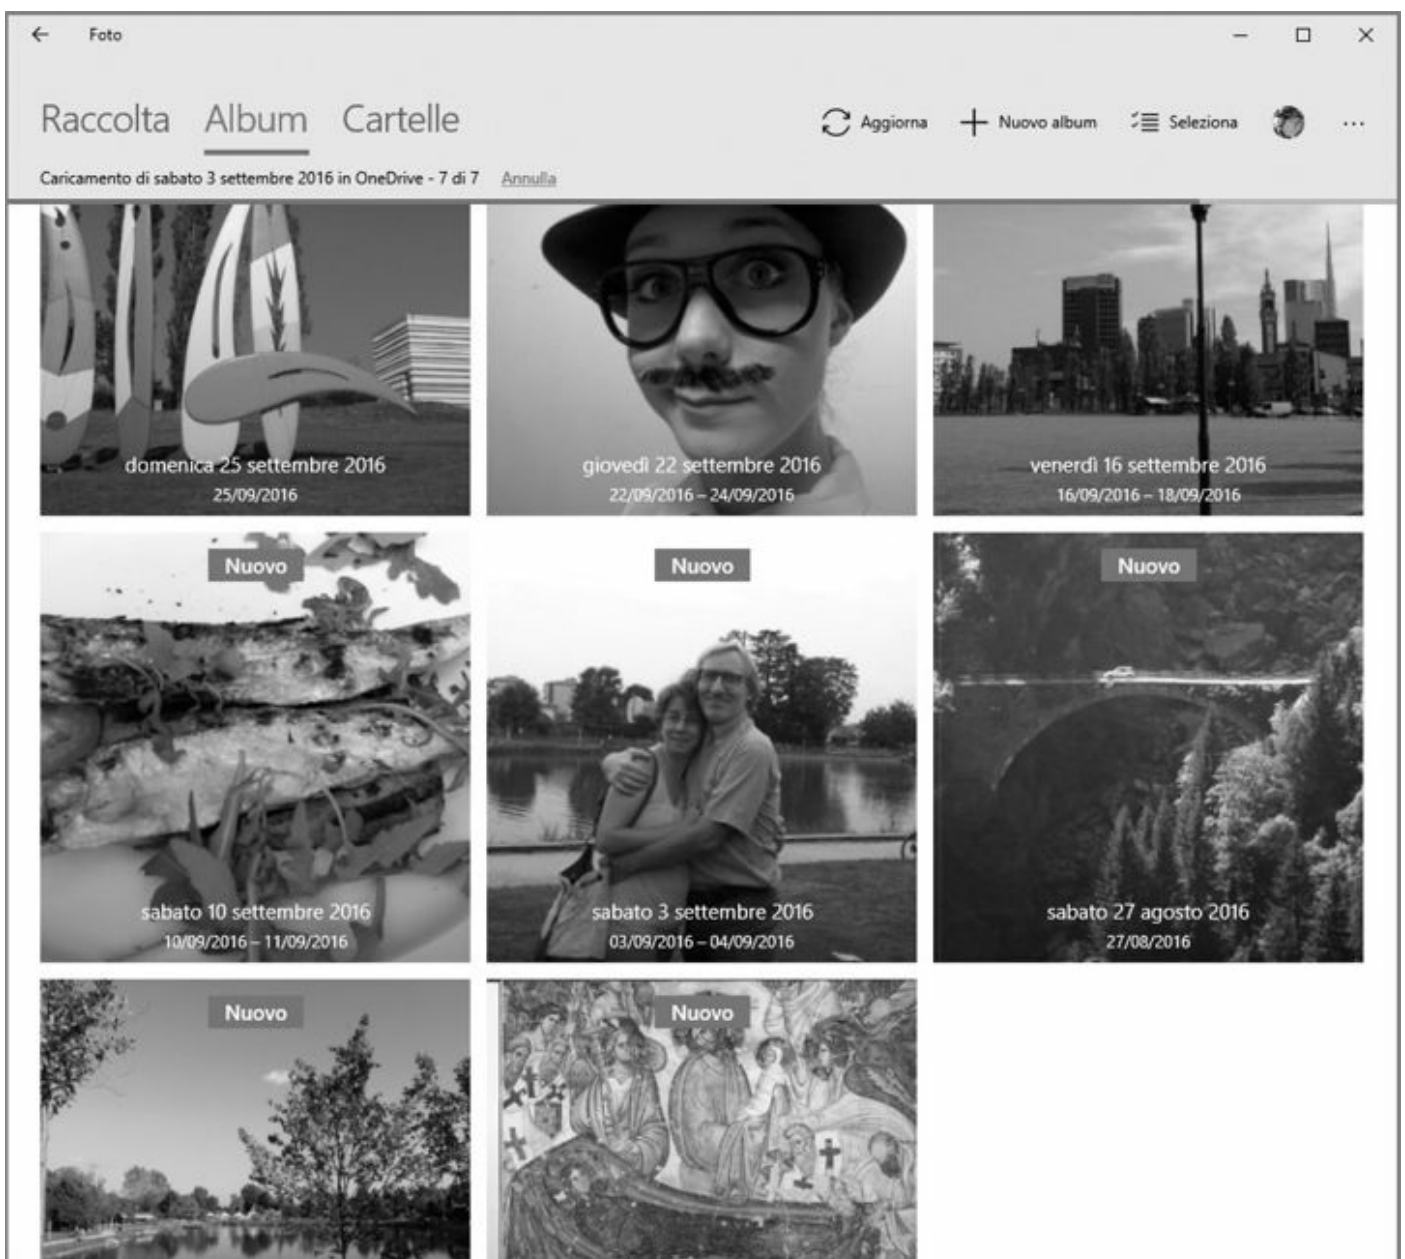 Foto
Raccolta Album Cartelle
Aggiorna Nuovo album Seleziona
Caricamento di sabato 3 settembre 2016 in OneDrive - 7 di 7 Annulla
domenica 25 settembre 2016
25/09/2016
giovedì 22 settembre 2016
22/09/2016 – 24/09/2016
venerdì 16 settembre 2016
16/09/2016 – 18/09/2016
Nuovo
sabato 10 settembre 2016
10/09/2016 – 11/09/2016
Nuovo
sabato 3 settembre 2016
03/09/2016 – 04/09/2016
Nuovo
sabato 27 agosto 2016
27/08/2016
Nuovo
Nuovo